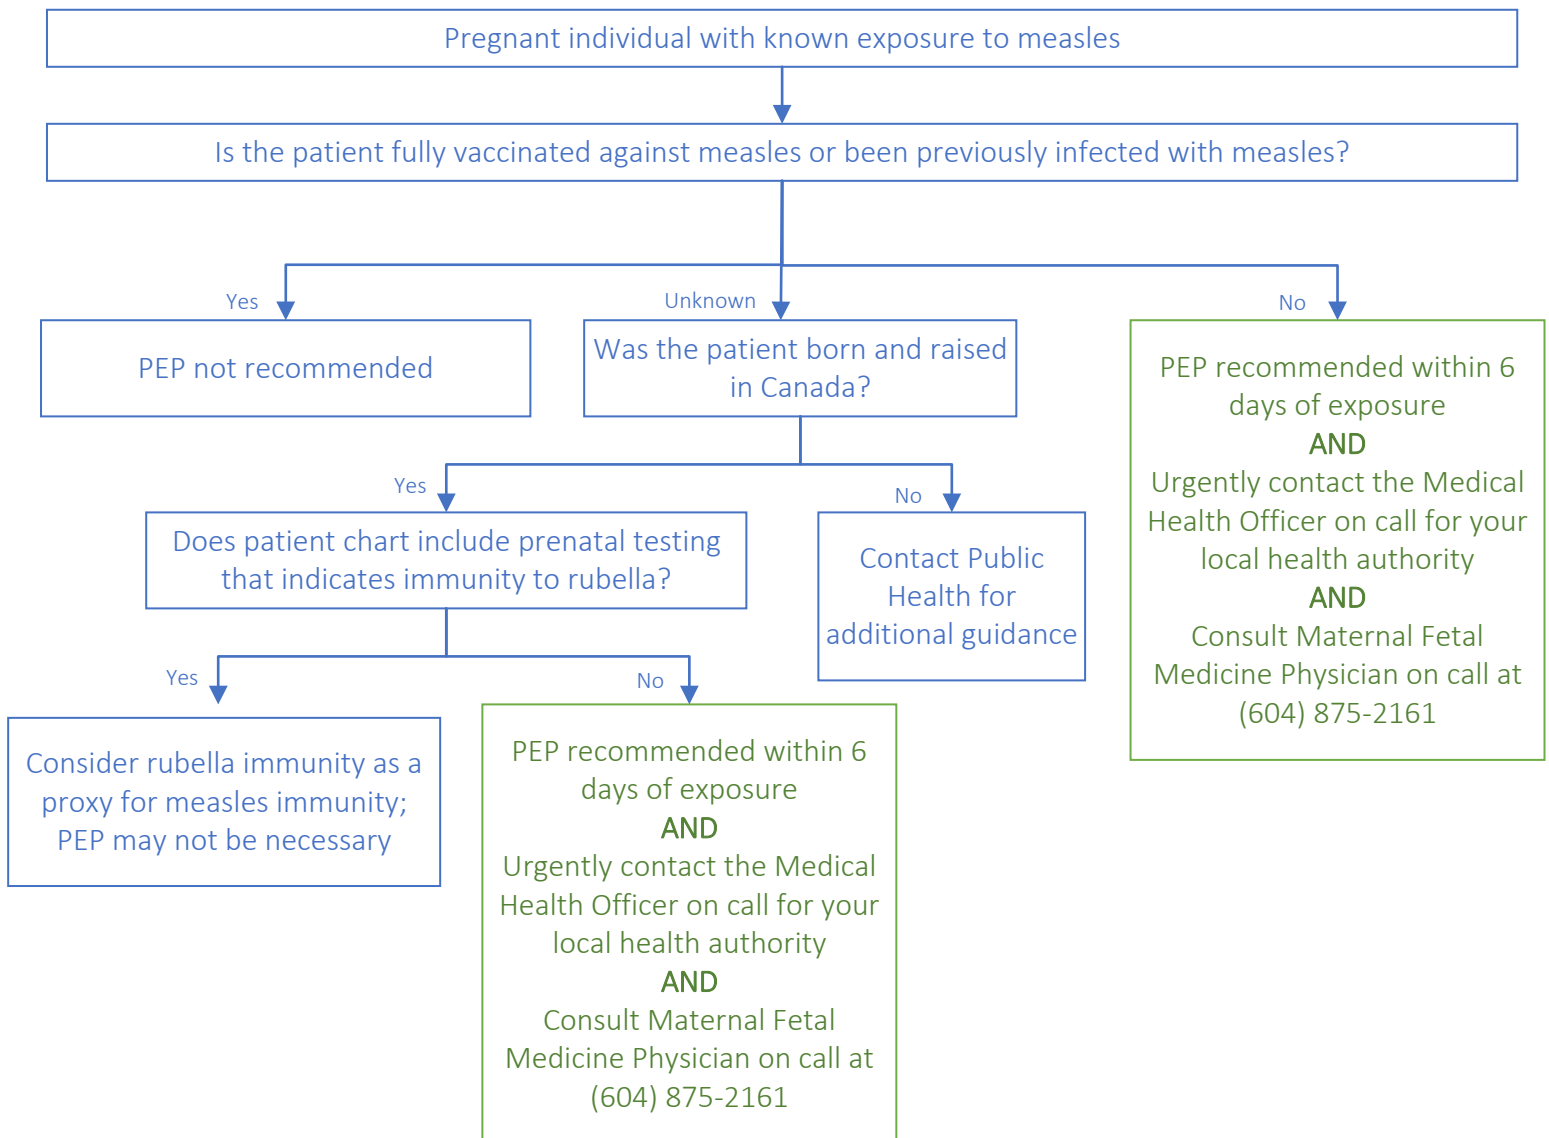 Pregnant individual with known exposure to measles
Is the patient fully vaccinated against measles or been previously infected with measles?
Yes
Unknown
No
PEP not recommended
Was the patient born and raised
in Canada?
PEP recommended within 6
days of exposure
AND
Urgently contact the Medical
Health Officer on call for your
local health authority
AND
Consult Maternal Fetal
Medicine Physician on call at
(604) 875-2161
Yes
No
Does patient chart include prenatal testing
that indicates immunity to rubella?
Contact Public
Health for
additional guidance
Yes
No
Consider rubella immunity as a
proxy for measles immunity;
PEP may not be necessary
PEP recommended within 6
days of exposure
AND
Urgently contact the Medical
Health Officer on call for your
local health authority
AND
Consult Maternal Fetal
Medicine Physician on call at
(604) 875-2161